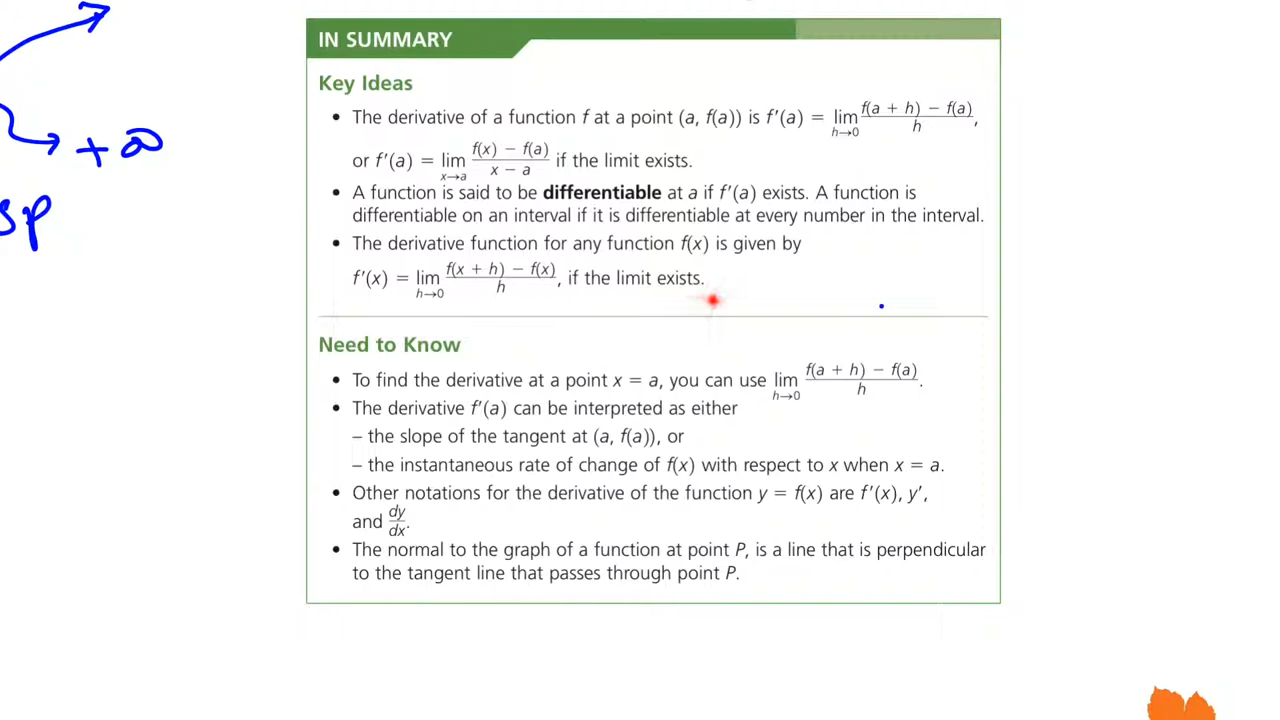 + ∞
sp
IN SUMMARY
Key Ideas
• The derivative of a function f at a point (a, f(a)) is f′(a) = lim_{h→0} (f(a + h) − f(a))/h,
or f′(a) = lim_{x→a} (f(x) − f(a))/(x − a) if the limit exists.
• A function is said to be differentiable at a if f′(a) exists. A function is
differentiable on an interval if it is differentiable at every number in the interval.
• The derivative function for any function f(x) is given by
f′(x) = lim_{h→0} (f(x + h) − f(x))/h, if the limit exists.
Need to Know
• To find the derivative at a point x = a, you can use lim_{h→0} (f(a + h) − f(a))/h.
• The derivative f′(a) can be interpreted as either
– the slope of the tangent at (a, f(a)), or
– the instantaneous rate of change of f(x) with respect to x when x = a.
• Other notations for the derivative of the function y = f(x) are f′(x), y′,
and dy/dx.
• The normal to the graph of a function at point P, is a line that is perpendicular
to the tangent line that passes through point P.